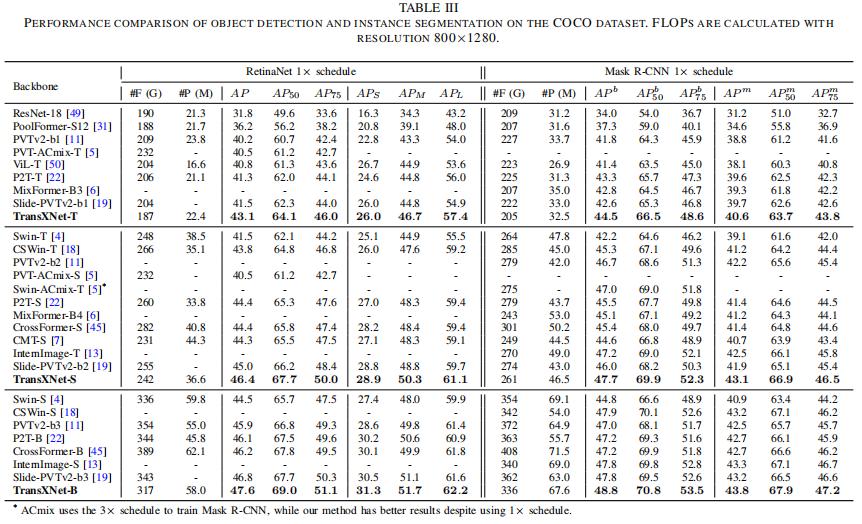 TABLE III
PERFORMANCE COMPARISON OF OBJECT DETECTION AND INSTANCE SEGMENTATION ON THE COCO DATASET. FLOPS ARE CALCULATED WITH
RESOLUTION 800×1280.
Backbone RetinaNet 1× schedule Mask R-CNN 1× schedule
#F (G) #P (M) AP AP50 AP75 APS APM APL #F (G) #P (M) AP^b AP^b_50 AP^b_75 AP^m AP^m_50 AP^m_75
ResNet-18 [49] 190 21.3 31.8 49.6 33.6 16.3 34.3 43.2 209 31.2 34.0 54.0 36.7 31.2 51.0 32.7
PoolFormer-S12 [31] 188 21.7 36.2 56.2 38.2 20.8 39.1 48.0 207 31.6 37.3 59.0 40.1 34.6 55.8 36.9
PVTv2-b1 [11] 209 23.8 40.2 60.7 42.4 22.8 43.3 54.0 227 33.7 41.8 64.3 45.9 38.8 61.2 41.6
PVT-ACmix-T [5] 232 - 40.5 61.2 42.7 - - - - - - - - - - -
ViL-T [50] 204 16.6 40.8 61.3 43.6 26.7 44.9 53.6 223 26.9 41.4 63.5 45.0 38.1 60.3 40.8
P2T-T [22] 206 21.1 41.3 62.0 44.1 24.6 44.8 56.0 225 31.3 43.3 65.7 47.3 39.6 62.5 42.3
MixFormer-B3 [6] - - - - - - - - 207 35.0 42.8 64.5 46.7 39.3 61.8 42.2
Slide-PVTv2-b1 [19] 204 - 41.5 62.3 44.0 26.0 44.8 54.9 222 33.0 42.6 65.3 46.8 39.7 62.6 42.6
TransXNet-T 187 22.4 43.1 64.1 46.0 26.0 46.7 57.4 205 32.5 44.5 66.5 48.6 40.6 63.7 43.8
Swin-T [4] 248 38.5 41.5 62.1 44.2 25.1 44.9 55.5 264 47.8 42.2 64.6 46.2 39.1 61.6 42.0
CSWin-T [18] 266 35.1 43.8 64.8 46.8 26.0 47.6 59.2 285 45.0 45.3 67.1 49.6 41.2 64.2 44.4
PVTv2-b2 [11] - - - - - - - - 279 42.0 46.7 68.6 51.3 42.2 65.6 45.4
PVT-ACmix-S [5] 232 - 40.5 61.2 42.7 - - - - - - - - - - -
Swin-ACmix-T [5]♦ - - - - - - - - 275 - 47.0 69.0 51.8 - - -
P2T-S [22] 260 33.8 44.4 65.3 47.6 27.0 48.3 59.4 279 43.7 45.5 67.7 49.8 41.4 64.6 44.5
MixFormer-B4 [6] - - - - - - - - 243 53.0 45.1 67.1 49.2 41.2 64.3 44.1
CrossFormer-S [45] 282 40.8 44.4 65.8 47.4 28.2 48.4 59.4 301 50.2 45.4 68.0 49.7 41.4 64.8 44.6
CMT-S [7] 231 44.3 44.3 65.5 47.5 27.1 48.3 59.1 249 44.5 44.6 66.8 48.9 40.7 63.9 43.4
InternImage-T [13] - - - - - - - - 270 49.0 47.2 69.0 52.1 42.5 66.1 45.8
Slide-PVTv2-b2 [19] 255 - 45.0 66.2 48.4 28.8 48.8 59.7 274 43.0 46.0 68.2 50.3 41.9 65.1 45.4
TransXNet-S 242 36.6 46.4 67.7 50.0 28.9 50.3 61.1 261 46.5 47.7 69.9 52.3 43.1 66.9 46.5
Swin-S [4] 336 59.8 44.5 65.7 47.5 27.4 48.0 59.9 354 69.1 44.8 66.6 48.9 40.9 63.4 44.2
CSWin-S [18] - - - - - - - - 342 54.0 47.9 70.1 52.6 43.2 67.1 46.2
PVTv2-b3 [11] 354 55.0 45.9 66.8 49.3 28.6 49.8 61.4 372 64.9 47.0 68.1 51.7 42.5 65.7 45.7
P2T-B [22] 344 45.8 46.1 67.5 49.6 30.2 50.6 60.9 363 55.7 47.2 69.3 51.6 42.7 66.1 45.9
CrossFormer-B [45] 389 62.1 46.2 67.8 49.5 30.1 49.9 61.8 408 71.5 47.2 69.9 51.8 42.7 66.6 46.2
InternImage-S [13] - - - - - - - - 340 69.0 47.8 69.8 52.8 43.3 67.1 46.7
Slide-PVTv2-b3 [19] 343 - 46.8 67.7 50.3 30.5 51.1 61.6 362 63.0 47.8 69.5 52.6 43.2 66.5 46.6
TransXNet-B 317 58.0 47.6 69.0 51.1 31.3 51.7 62.2 336 67.6 48.8 70.8 53.5 43.8 67.9 47.2
♦ ACmix uses the 3× schedule to train Mask R-CNN, while our method has better results despite using 1× schedule.